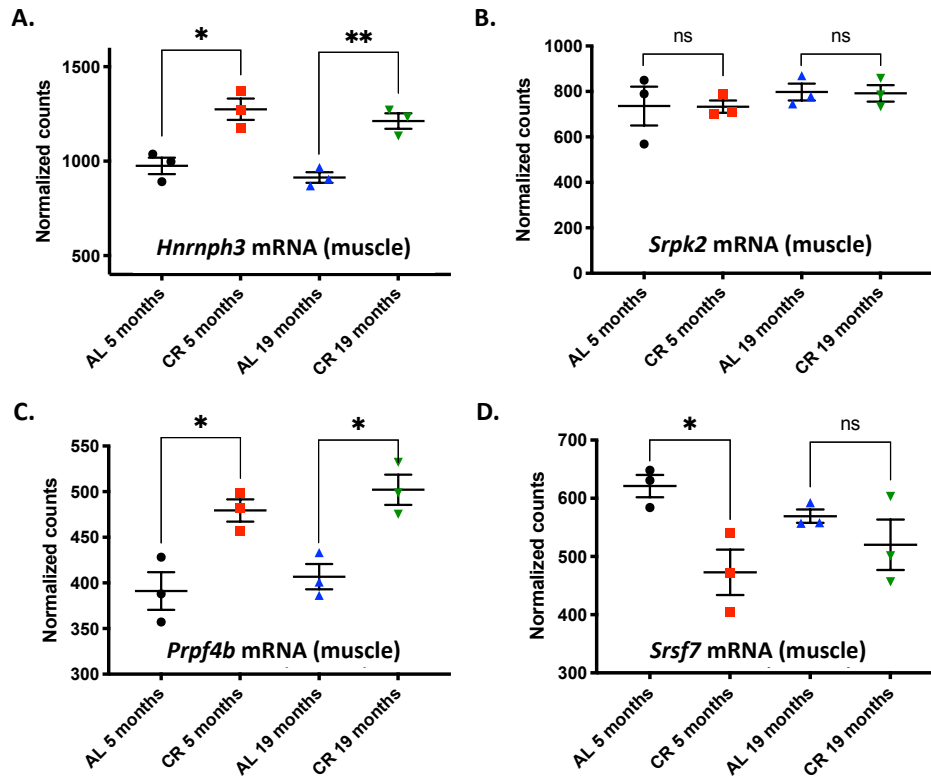 A.
*
**
Normalized counts
1500
1000
500
Hnrnph3 mRNA (muscle)
AL 5 months
CR 5 months
AL 19 months
CR 19 months
B.
ns
ns
Normalized counts
1000
800
600
400
200
0
Srpk2 mRNA (muscle)
AL 5 months
CR 5 months
AL 19 months
CR 19 months
C.
*
*
Normalized counts
550
500
450
400
350
300
Prpf4b mRNA (muscle)
AL 5 months
CR 5 months
AL 19 months
CR 19 months
D.
*
ns
Normalized counts
700
600
500
400
300
Srsf7 mRNA (muscle)
AL 5 months
CR 5 months
AL 19 months
CR 19 months